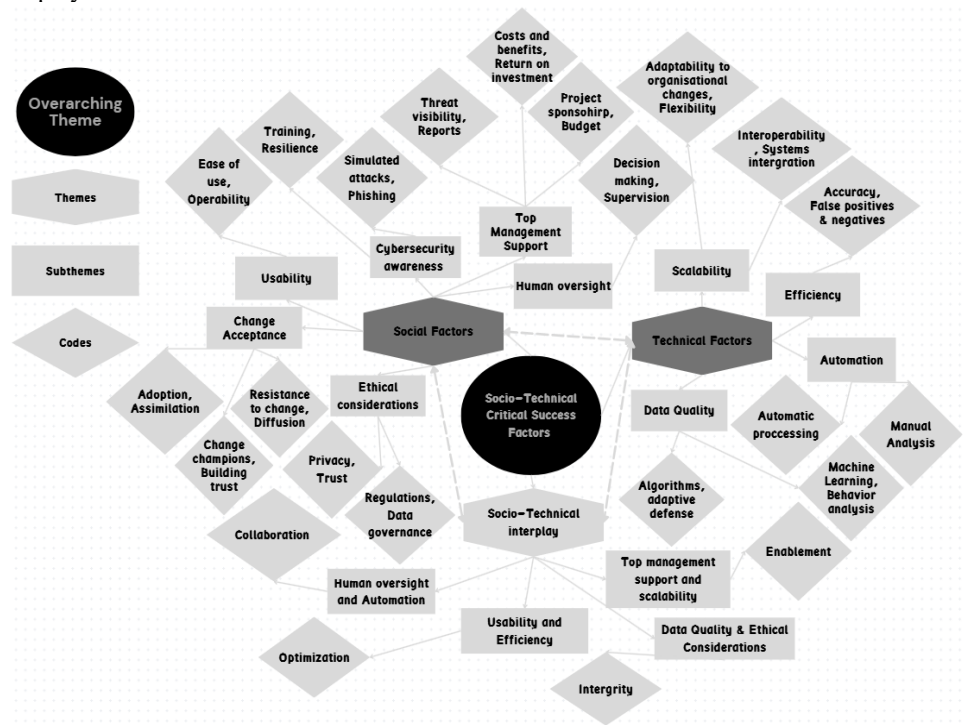 Overarching
Theme
Themes
Subthemes
Codes
Costs and
benefits,
Return on
investment
Adaptability to
organisational
changes,
Flexibility
Threat
visibility,
Reports
Project
sponsohirp,
Budget
Training,
Resilience
Interoperability
, Systems
intergration
Simulated
attacks,
Phishing
Decision
making,
Supervision
Ease of
use,
Operability
Accuracy,
False positives
& negatives
Top
Management
Support
Cybersecurity
awareness
Usability
Human oversight
Scalability
Efficiency
Change
Acceptance
Social Factors
Technical Factors
Automation
Ethical
considerations
Socio-Technical
Critical Success
Factors
Data Quality
Adoption,
Assimilation
Resistance
to change,
Diffusion
Automatic
proccessing
Manual
Analysis
Change
champions,
Building
trust
Privacy,
Trust
Regulations,
Data
governance
Algorithms,
adaptive
defense
Machine
Learning,
Behavior
analysis
Collaboration
Socio-Technical
interplay
Enablement
Human oversight
and Automation
Top management
support and
scalability
Usability and
Efficiency
Data Quality & Ethical
Considerations
Optimization
Intergrity